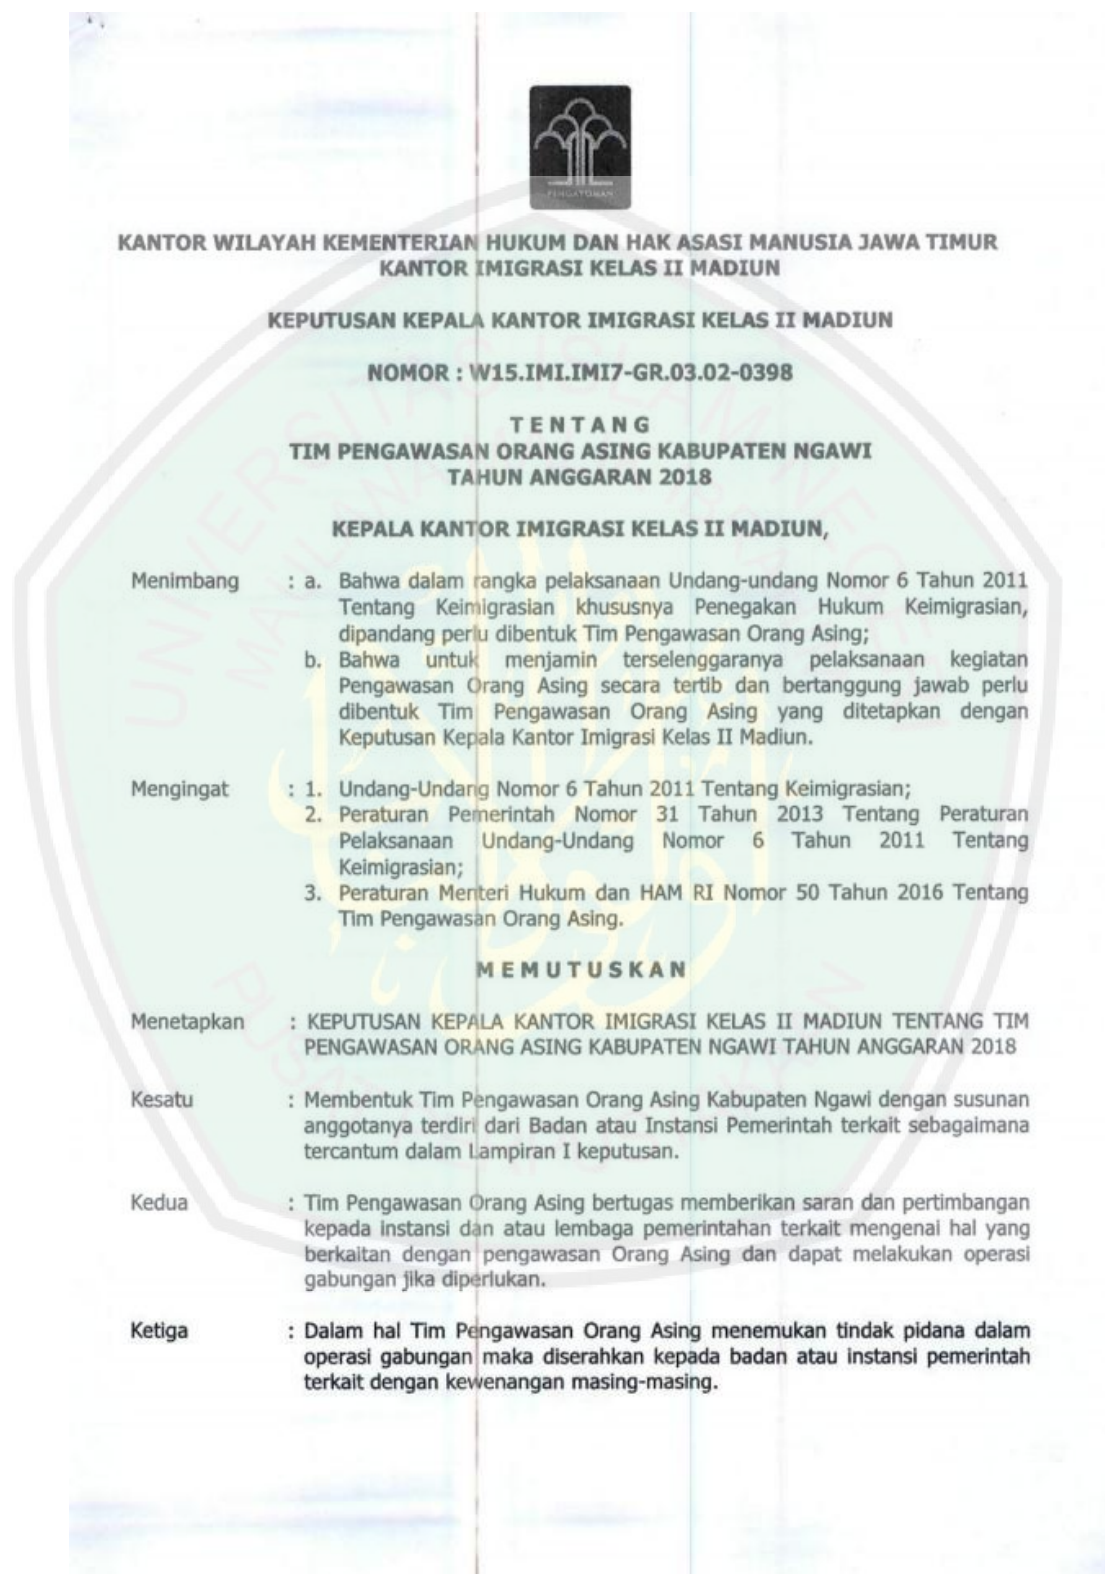 PENGAYOMAN
KANTOR WILAYAH KEMENTERIAN HUKUM DAN HAK ASASI MANUSIA JAWA TIMUR
KANTOR IMIGRASI KELAS II MADIUN
KEPUTUSAN KEPALA KANTOR IMIGRASI KELAS II MADIUN
NOMOR : W15.IMI.IMI7-GR.03.02-0398
T E N T A N G
TIM PENGAWASAN ORANG ASING KABUPATEN NGAWI
TAHUN ANGGARAN 2018
KEPALA KANTOR IMIGRASI KELAS II MADIUN,
Menimbang : a. Bahwa dalam rangka pelaksanaan Undang-undang Nomor 6 Tahun 2011
Tentang Keimigrasian khususnya Penegakan Hukum Keimigrasian,
dipandang perlu dibentuk Tim Pengawasan Orang Asing;
b. Bahwa untuk menjamin terselenggaranya pelaksanaan kegiatan
Pengawasan Orang Asing secara tertib dan bertanggung jawab perlu
dibentuk Tim Pengawasan Orang Asing yang ditetapkan dengan
Keputusan Kepala Kantor Imigrasi Kelas II Madiun.
Mengingat : 1. Undang-Undang Nomor 6 Tahun 2011 Tentang Keimigrasian;
2. Peraturan Pemerintah Nomor 31 Tahun 2013 Tentang Peraturan
Pelaksanaan Undang-Undang Nomor 6 Tahun 2011 Tentang
Keimigrasian;
3. Peraturan Menteri Hukum dan HAM RI Nomor 50 Tahun 2016 Tentang
Tim Pengawasan Orang Asing.
M E M U T U S K A N
Menetapkan : KEPUTUSAN KEPALA KANTOR IMIGRASI KELAS II MADIUN TENTANG TIM
PENGAWASAN ORANG ASING KABUPATEN NGAWI TAHUN ANGGARAN 2018
Kesatu : Membentuk Tim Pengawasan Orang Asing Kabupaten Ngawi dengan susunan
anggotanya terdiri dari Badan atau Instansi Pemerintah terkait sebagaimana
tercantum dalam Lampiran I keputusan.
Kedua : Tim Pengawasan Orang Asing bertugas memberikan saran dan pertimbangan
kepada instansi dan atau lembaga pemerintahan terkait mengenai hal yang
berkaitan dengan pengawasan Orang Asing dan dapat melakukan operasi
gabungan jika diperlukan.
Ketiga : Dalam hal Tim Pengawasan Orang Asing menemukan tindak pidana dalam
operasi gabungan maka diserahkan kepada badan atau instansi pemerintah
terkait dengan kewenangan masing-masing.